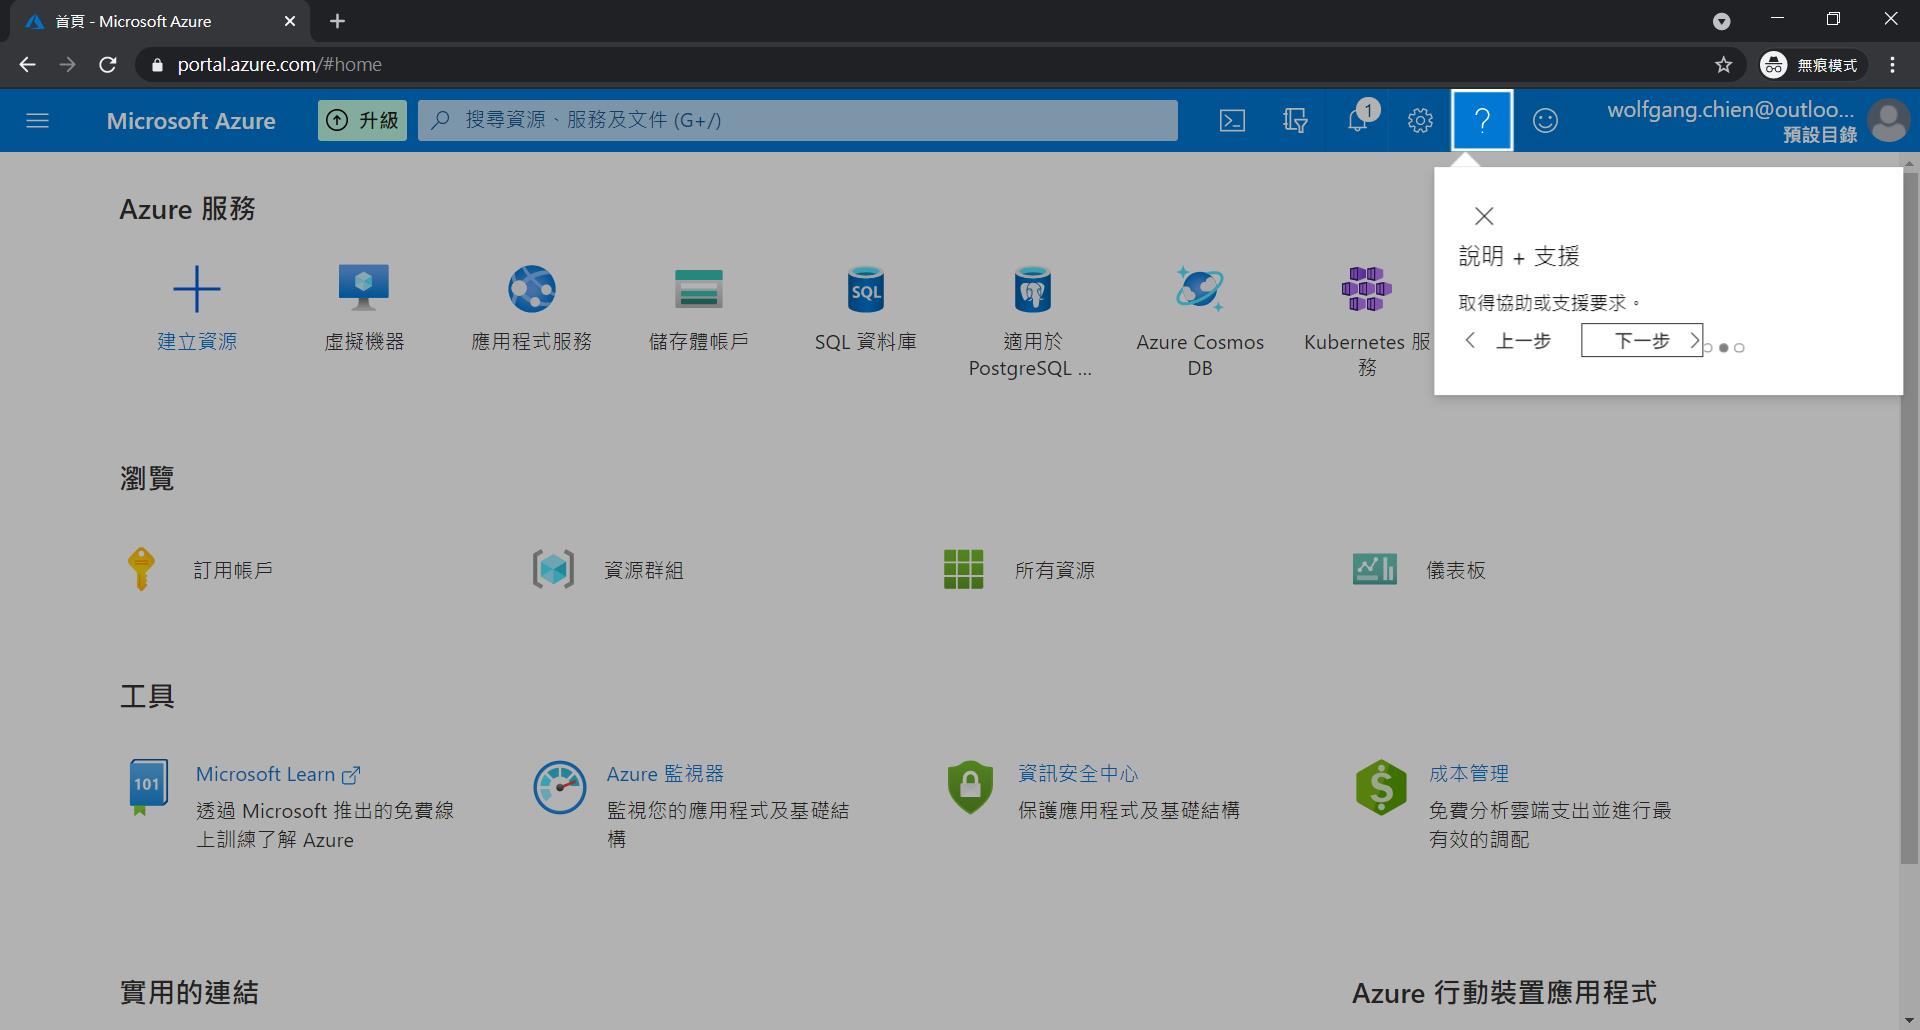 首頁 - Microsoft Azure
portal.azure.com/#home
無痕模式
Microsoft Azure
升級
搜尋資源、服務及文件 (G+/)
1
wolfgang.chien@outloo...
預設目錄
說明 + 支援
取得協助或支援要求。
上一步
下一步
Azure 服務
建立資源
虛擬機器
應用程式服務
儲存體帳戶
SQL
SQL 資料庫
適用於
PostgreSQL ...
Azure Cosmos
DB
Kubernetes 服
務
瀏覽
訂用帳戶
資源群組
所有資源
儀表板
工具
101
Microsoft Learn
透過 Microsoft 推出的免費線
上訓練了解 Azure
Azure 監視器
監視您的應用程式及基礎結
構
資訊安全中心
保護應用程式及基礎結構
成本管理
免費分析雲端支出並進行最
有效的調配
實用的連結
Azure 行動裝置應用程式